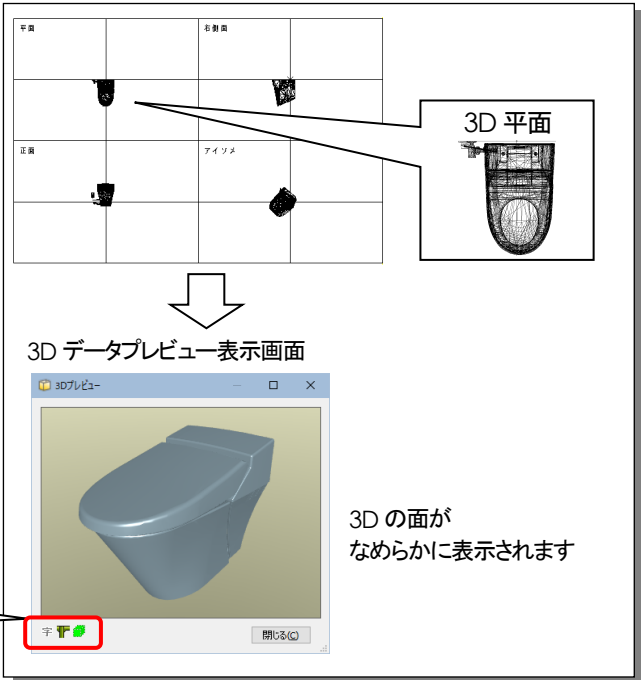 平面
右側面
3D 平面
正面
アイソメ
3D データプレビュー表示画面
3Dプレビュー
3D の面が
なめらかに表示されます
字
閉じる(C)